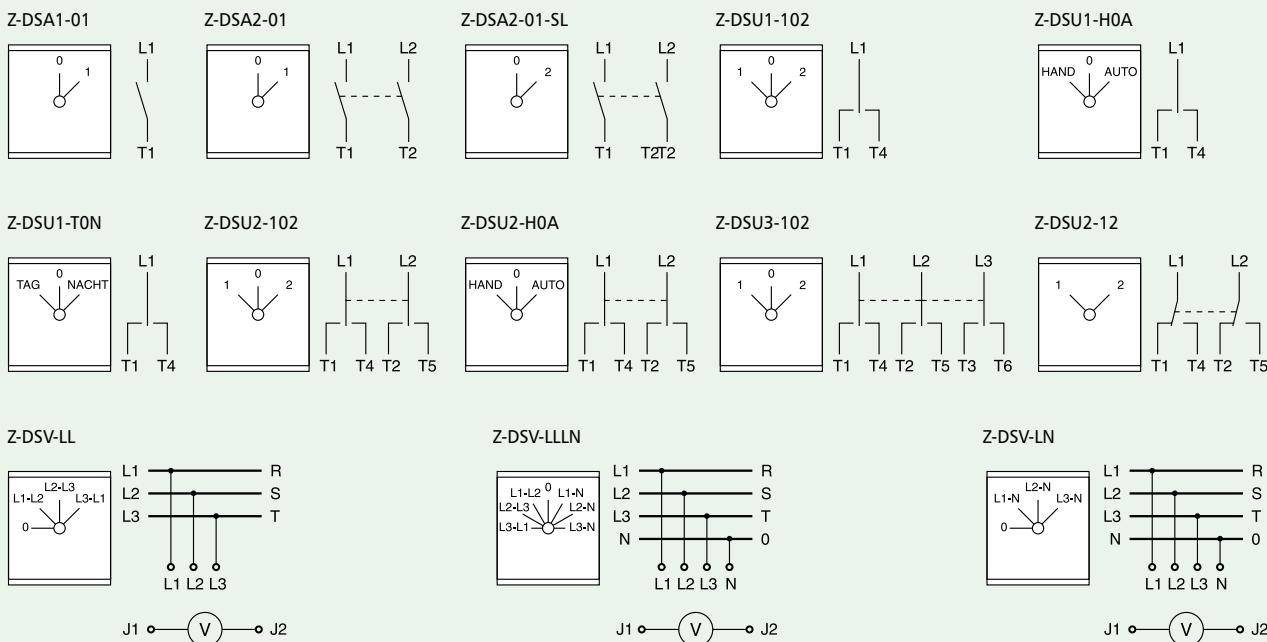 Z-DSA1-01 Z-DSA2-01 Z-DSA2-01-SL Z-DSU1-102 Z-DSU1-H0A
L1 L1 L2 L1 L2 L1 L1
0 0 0 0 0
1 1 2 1 2 HAND AUTO
T1 T1 T2 T1 T2T2 T1 T4 T1 T4
Z-DSU1-T0N Z-DSU2-102 Z-DSU2-H0A Z-DSU3-102 Z-DSU2-12
L1 L1 L2 L1 L2 L1 L2 L3 L1 L2
0 0 0 0
TAG NACHT 1 2 HAND AUTO 1 2 1 2
T1 T4 T1 T4 T2 T5 T1 T4 T2 T5 T1 T4 T2 T5 T3 T6 T1 T4 T2 T5
Z-DSV-LL Z-DSV-LLLN Z-DSV-LN
L1 R L1 R L1 R
L2-L3 0 L2-N
L1-L2 L3-L1 L2 S L1-L2 L1-N L2 S L1-N L3-N L2 S
L2-L3 L2-N
0 L3 T L3-L1 L3-N L3 T 0 L3 T
N 0 N 0
L1 L2 L3 L1 L2 L3 N L1 L2 L3 N
J1 V J2 J1 V J2 J1 V J2